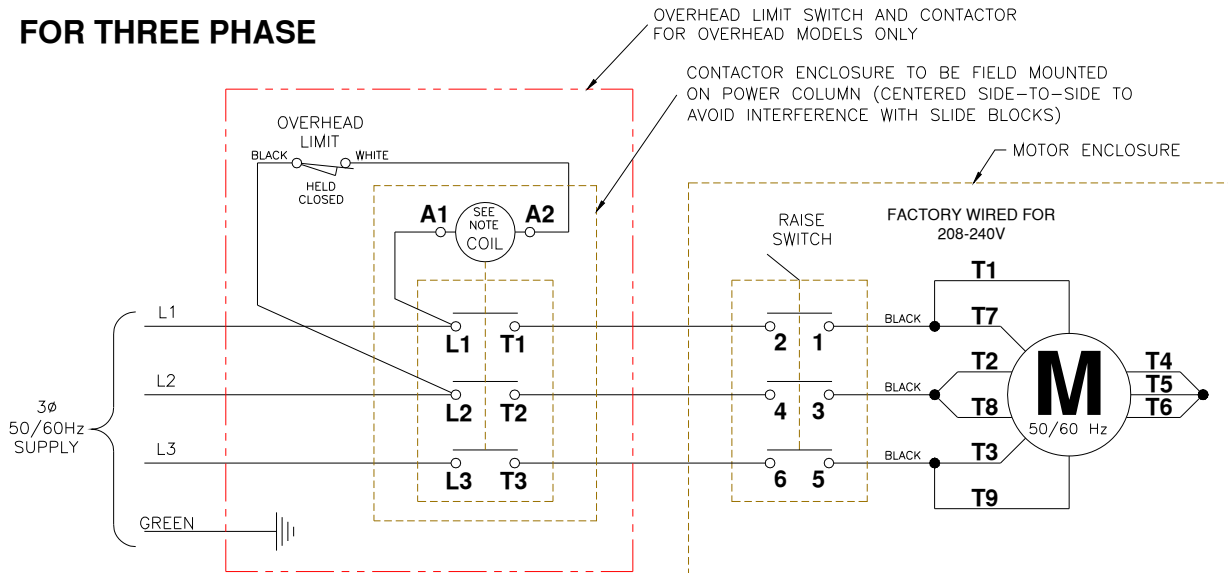 FOR THREE PHASE
OVERHEAD LIMIT SWITCH AND CONTACTOR
FOR OVERHEAD MODELS ONLY
CONTACTOR ENCLOSURE TO BE FIELD MOUNTED
ON POWER COLUMN (CENTERED SIDE-TO-SIDE TO
AVOID INTERFERENCE WITH SLIDE BLOCKS)
MOTOR ENCLOSURE
OVERHEAD
LIMIT
BLACK
WHITE
HELD
CLOSED
A1
SEE
NOTE
COIL
A2
RAISE
SWITCH
FACTORY WIRED FOR
208-240V
3ø
50/60Hz
SUPPLY
L1
L1
T1
2
1
BLACK
T1
T7
L2
L2
T2
4
3
BLACK
T2
T8
L3
L3
T3
6
5
BLACK
T3
T9
M
50/60 Hz
T4
T5
T6
GREEN